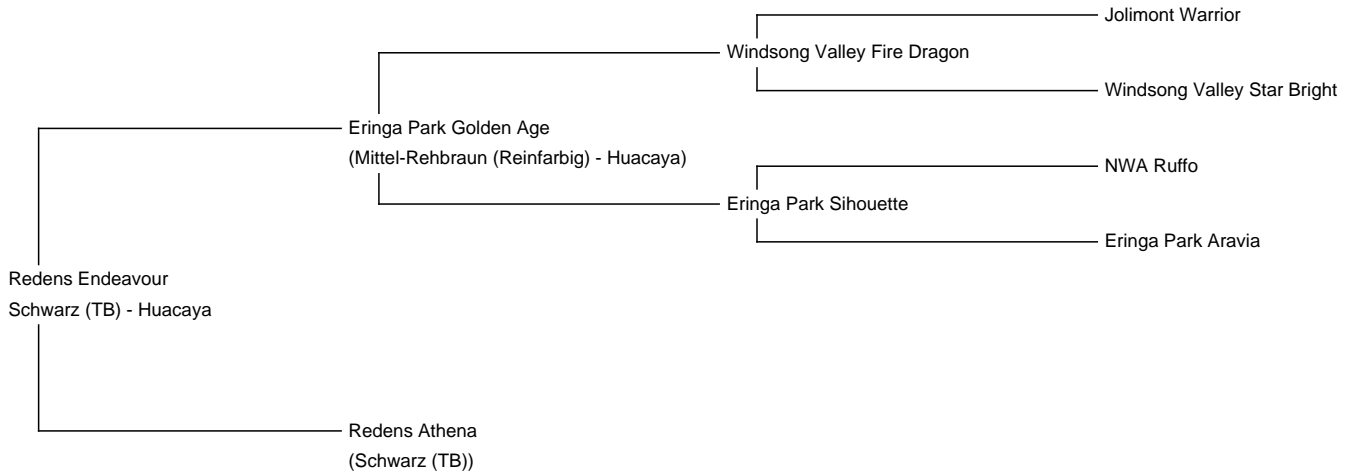 Jolimont Warrior
Windsong Valley Fire Dragon
Windsong Valley Star Bright
Eringa Park Golden Age
(Mittel-Rehbraun (Reinfarbig) - Huacaya)
NWA Ruffo
Eringa Park Sihouette
Eringa Park Aravia
Redens Endeavour
Schwarz (TB) - Huacaya
Redens Athena
(Schwarz (TB))